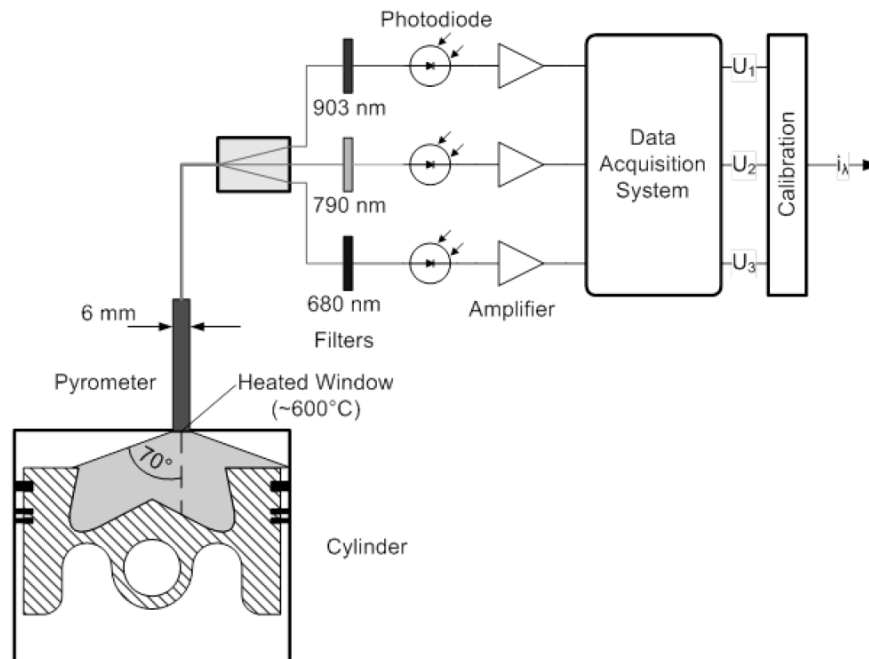 Photodiode
903 nm
790 nm
680 nm
Filters
Amplifier
Data
Acquisition
System
U₁
U₂
U₃
Calibration
i_λ
6 mm
Pyrometer
Heated Window
(~600°C)
70°
Cylinder